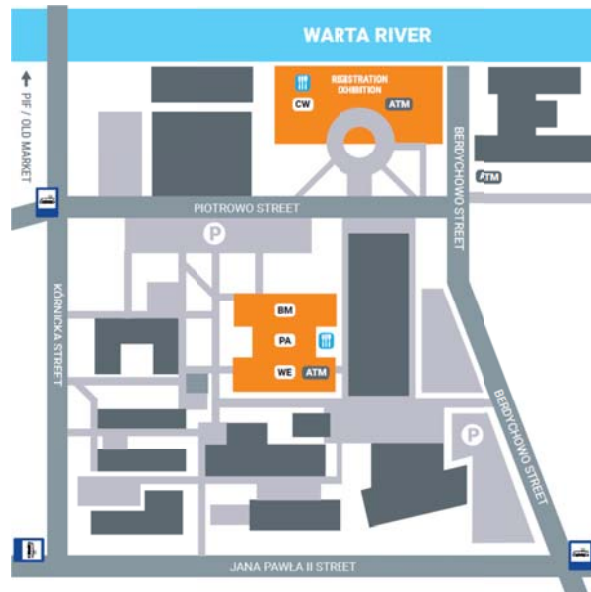 WARTA RIVER
REGISTRATION
EXHIBITION
CW
ATM
PIF / OLD MARKET
BERDYCHOWO STREET
ATM
PIOTROWO STREET
P
KÓRNICKA STREET
BM
PA
WE
ATM
P
BERDYCHOWO STREET
JANA PAWŁA II STREET